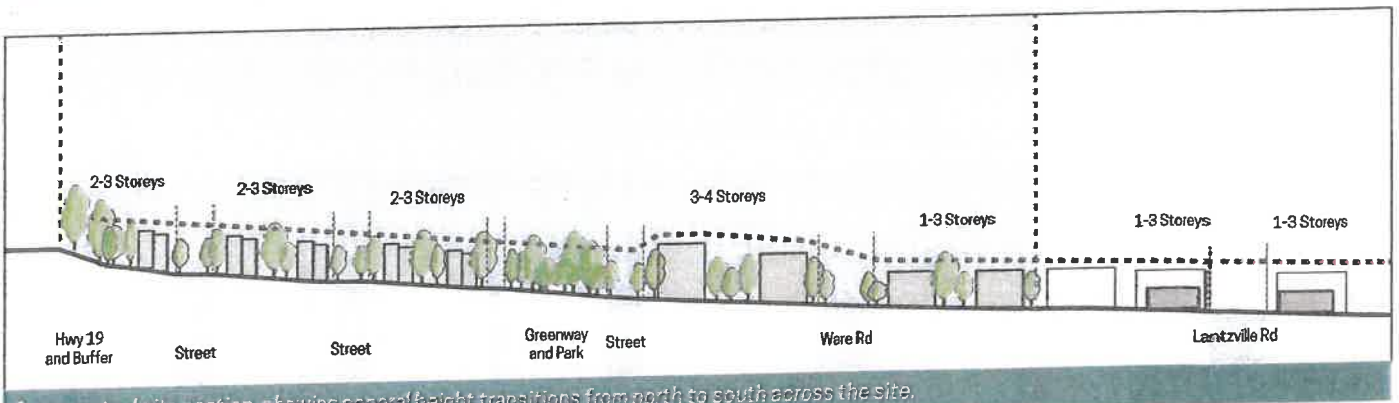 2-3 Storeys
2-3 Storeys
2-3 Storeys
3-4 Storeys
1-3 Storeys
1-3 Storeys
1-3 Storeys
Hwy 19
and Buffer
Street
Street
Greenway
and Park
Street
Ware Rd
Lantzville Rd
site section showing general height transitions from north to south across the site.